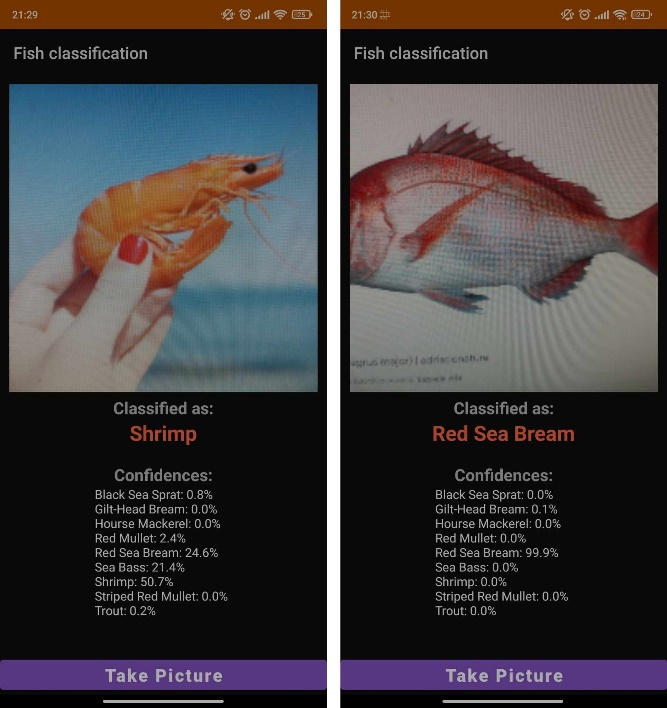 21:29
25
Fish classification
Classified as:
Shrimp
Confidences:
Black Sea Sprat: 0.8%
Gilt-Head Bream: 0.0%
Hourse Mackerel: 0.0%
Red Mullet: 2.4%
Red Sea Bream: 24.6%
Sea Bass: 21.4%
Shrimp: 50.7%
Striped Red Mullet: 0.0%
Trout: 0.2%
Take Picture
21:30
24
Fish classification
agrus major) |
Classified as:
Red Sea Bream
Confidences:
Black Sea Sprat: 0.0%
Gilt-Head Bream: 0.1%
Hourse Mackerel: 0.0%
Red Mullet: 0.0%
Red Sea Bream: 99.9%
Sea Bass: 0.0%
Shrimp: 0.0%
Striped Red Mullet: 0.0%
Trout: 0.0%
Take Picture